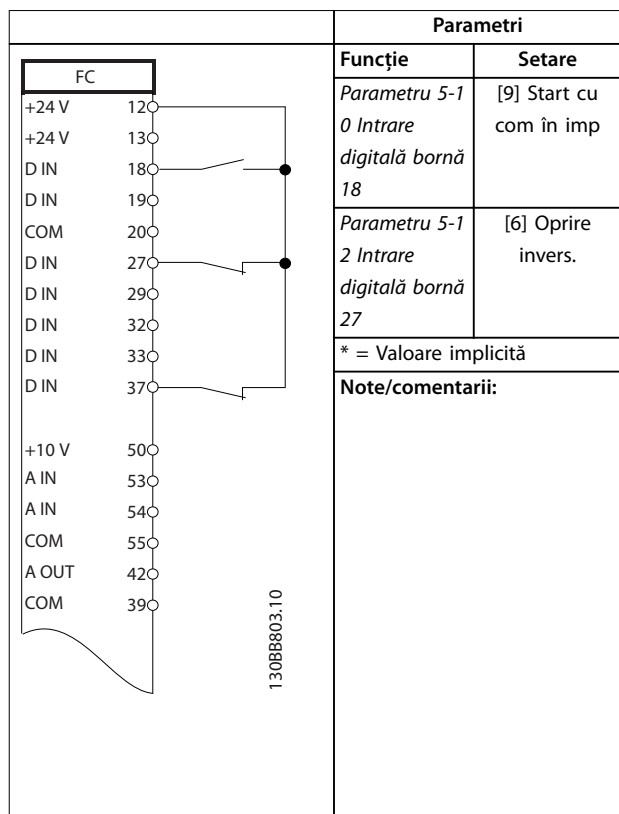 Parametri
Funcție Setare
Parametru 5-1
0 Intrare
digitală bornă
18
[9] Start cu
com în imp
Parametru 5-1
2 Intrare
digitală bornă
27
[6] Oprire
invers.
* = Valoare implicită
Note/comentarii:
FC
+24 V 12
+24 V 13
D IN 18
D IN 19
COM 20
D IN 27
D IN 29
D IN 32
D IN 33
D IN 37
+10 V 50
A IN 53
A IN 54
COM 55
A OUT 42
COM 39
130BB803.10